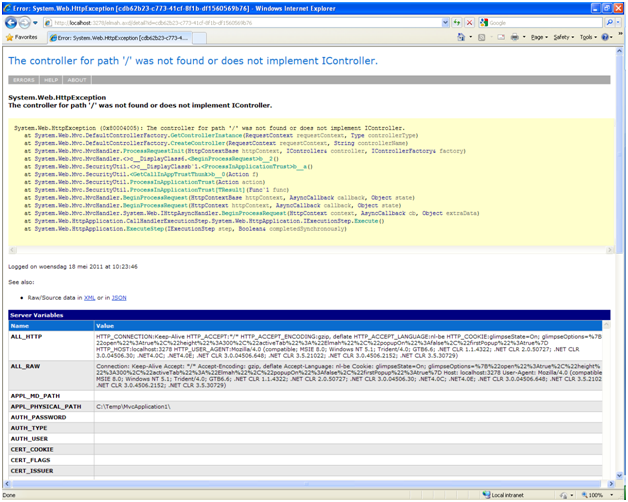 Error: System.Web.HttpException [cdb62b23-c773-41cf-8f1b-df1560569b76] - Windows Internet Explorer
http://localhost:3278/elmah.axd/detail?id=cdb62b23-c773-41cf-8f1b-df1560569b76
Google
Favorites
Error: System.Web.HttpException [cdb62b23-c773-4...
Page
Safety
Tools
The controller for path '/' was not found or does not implement IController.
ERRORS HELP ABOUT
System.Web.HttpException
The controller for path '/' was not found or does not implement IController.
System.Web.HttpException (0x80004005): The controller for path '/' was not found or does not implement IController.
at System.Web.Mvc.DefaultControllerFactory.GetControllerInstance(RequestContext requestContext, Type controllerType)
at System.Web.Mvc.DefaultControllerFactory.CreateController(RequestContext requestContext, String controllerName)
at System.Web.Mvc.MvcHandler.ProcessRequestInit(HttpContextBase httpContext, IController& controller, IControllerFactory& factory)
at System.Web.Mvc.MvcHandler.<>c__DisplayClass6.<BeginProcessRequest>b__2()
at System.Web.Mvc.SecurityUtil.<>c__DisplayClassb`1.<ProcessInApplicationTrust>b__a()
at System.Web.Mvc.SecurityUtil.<GetCallInAppTrustThunk>b__0(Action f)
at System.Web.Mvc.SecurityUtil.ProcessInApplicationTrust(Action action)
at System.Web.Mvc.SecurityUtil.ProcessInApplicationTrust[TResult](Func`1 func)
at System.Web.Mvc.MvcHandler.BeginProcessRequest(HttpContextBase httpContext, AsyncCallback callback, Object state)
at System.Web.Mvc.MvcHandler.BeginProcessRequest(HttpContext httpContext, AsyncCallback callback, Object state)
at System.Web.Mvc.MvcHandler.System.Web.IHttpAsyncHandler.BeginProcessRequest(HttpContext context, AsyncCallback cb, Object extraData)
at System.Web.HttpApplication.CallHandlerExecutionStep.System.Web.HttpApplication.IExecutionStep.Execute()
at System.Web.HttpApplication.ExecuteStep(IExecutionStep step, Boolean& completedSynchronously)
Logged on woensdag 18 mei 2011 at 10:23:46
See also:
Raw/Source data in XML or in JSON
Server Variables
Name Value
ALL_HTTP HTTP_CONNECTION:Keep-Alive HTTP_ACCEPT:*/* HTTP_ACCEPT_ENCODING:gzip, deflate HTTP_ACCEPT_LANGUAGE:nl-be HTTP_COOKIE:glimpseState=On; glimpseOptions=%7B
%22open%22%3Atrue%2C%22height%22%3A300%2C%22activeTab%22%3A%22Elmah%22%2C%22popupOn%22%3Afalse%2C%22firstPopup%22%3Atrue%7D
HTTP_HOST:localhost:3278 HTTP_USER_AGENT:Mozilla/4.0 (compatible; MSIE 8.0; Windows NT 5.1; Trident/4.0; GTB6.6; .NET CLR 1.1.4322; .NET CLR 2.0.50727; .NET CLR
3.0.04506.30; .NET4.0C; .NET4.0E; .NET CLR 3.0.04506.648; .NET CLR 3.5.21022; .NET CLR 3.0.4506.2152; .NET CLR 3.5.30729)
ALL_RAW Connection: Keep-Alive Accept: */* Accept-Encoding: gzip, deflate Accept-Language: nl-be Cookie: glimpseState=On; glimpseOptions=%7B%22open%22%3Atrue%2C%22height%22
%3A300%2C%22activeTab%22%3A%22Elmah%22%2C%22popupOn%22%3Afalse%2C%22firstPopup%22%3Atrue%7D Host: localhost:3278 User-Agent: Mozilla/4.0 (compatible;
MSIE 8.0; Windows NT 5.1; Trident/4.0; GTB6.6; .NET CLR 1.1.4322; .NET CLR 2.0.50727; .NET CLR 3.0.04506.30; .NET4.0C; .NET4.0E; .NET CLR 3.0.04506.648; .NET CLR 3.5.21022;
.NET CLR 3.0.4506.2152; .NET CLR 3.5.30729)
APPL_MD_PATH
APPL_PHYSICAL_PATH C:\Temp\MvcApplication1\
AUTH_PASSWORD
AUTH_TYPE
AUTH_USER
CERT_COOKIE
CERT_FLAGS
CERT_ISSUER
Done
Local intranet
100%